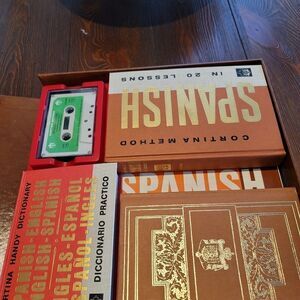 CORTINA METHOD
SPANISH
IN 20 LESSONS
SPANISH
CORTINA HANDY DICTIONARY
SPANISH-ENGLISH
ENGLISH-SPANISH
INGLES-ESPAÑOL
ESPAÑOL-INGLES
DICCIONARIO PRACTICO